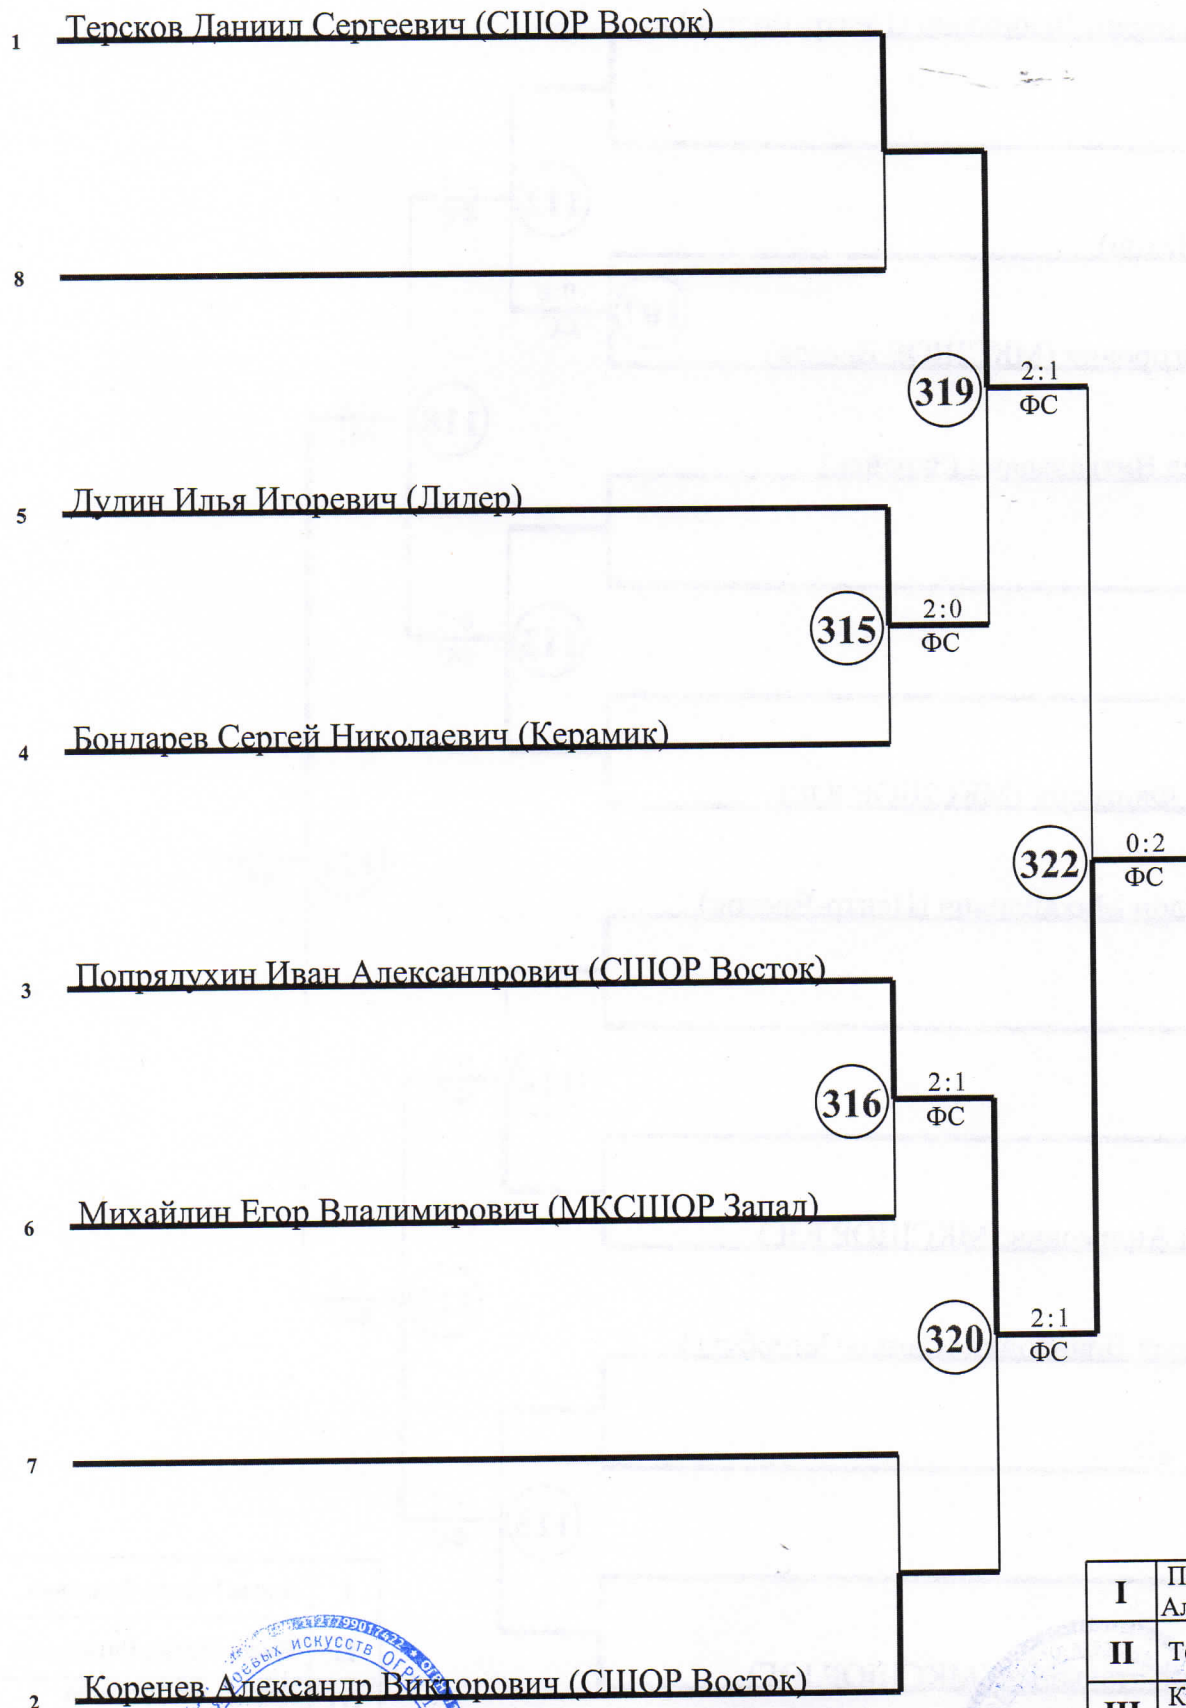 1 Терсков Даниил Сергеевич (СШОР Восток)
8
319 2:1
ФС
5 Дулин Илья Игоревич (Лидер)
315 2:0
ФС
4 Бондарев Сергей Николаевич (Керамик)
322 0:2
ФС
3 Попрядухин Иван Александрович (СШОР Восток)
316 2:1
ФС
6 Михайлин Егор Владимирович (МКСШОР Запад)
320 2:1
ФС
7
I
II
III
2 Коренев Александр Викторович (СШОР Восток)
ИСКУССТВ